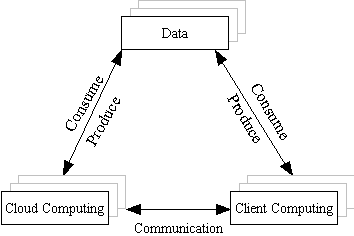 Data
Consume
Produce
Consume
Produce
Cloud Computing
Client Computing
Communication